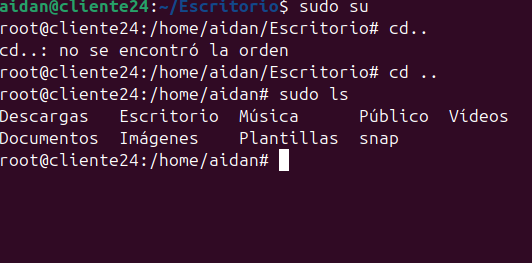 aidan@cliente24:~/Escritorio$ sudo su
root@cliente24:/home/aidan/Escritorio# cd..
cd..: no se encontró la orden
root@cliente24:/home/aidan/Escritorio# cd ..
root@cliente24:/home/aidan# sudo ls
Descargas   Escritorio  Música      Público  Vídeos
Documentos  Imágenes    Plantillas  snap
root@cliente24:/home/aidan#